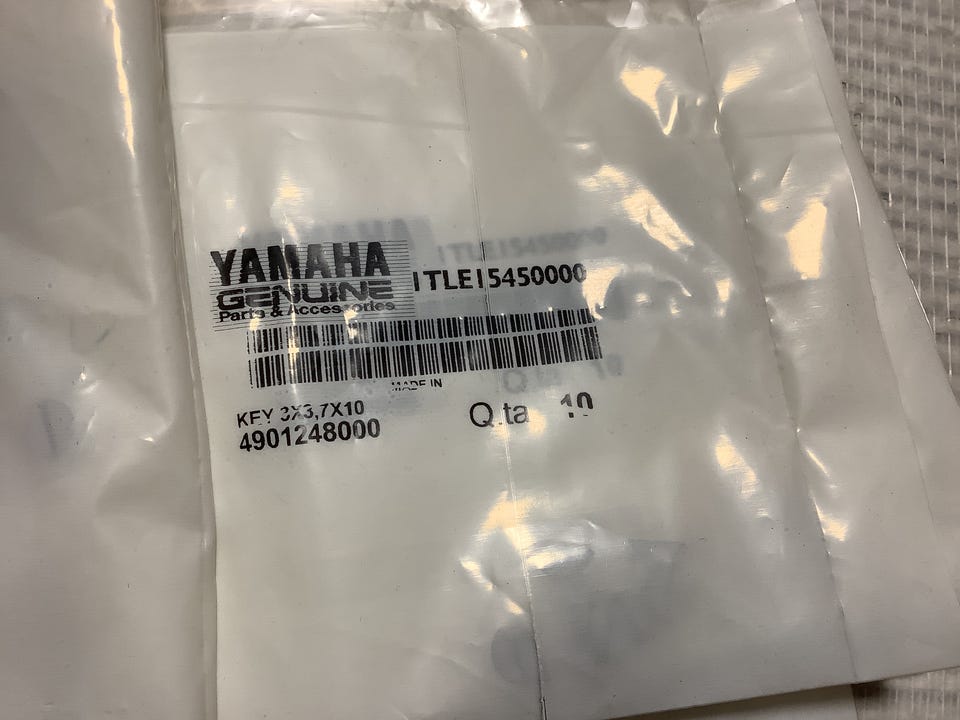 YAMAHA 1TLE15450000
GENUINE
Parts & Accessories
MADE IN
KEY 3X3,7X10
4901248000
Q.ta 10